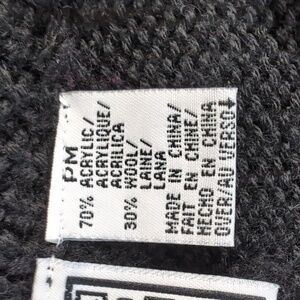 PM
70% ACRYLIC/
ACRYLIQUE/
ACRILICA
30% WOOL/
LAINE/
LANA
MADE IN CHINA/
FAIT EN CHINE/
HECHO EN CHINA
OVER/AU VERSO